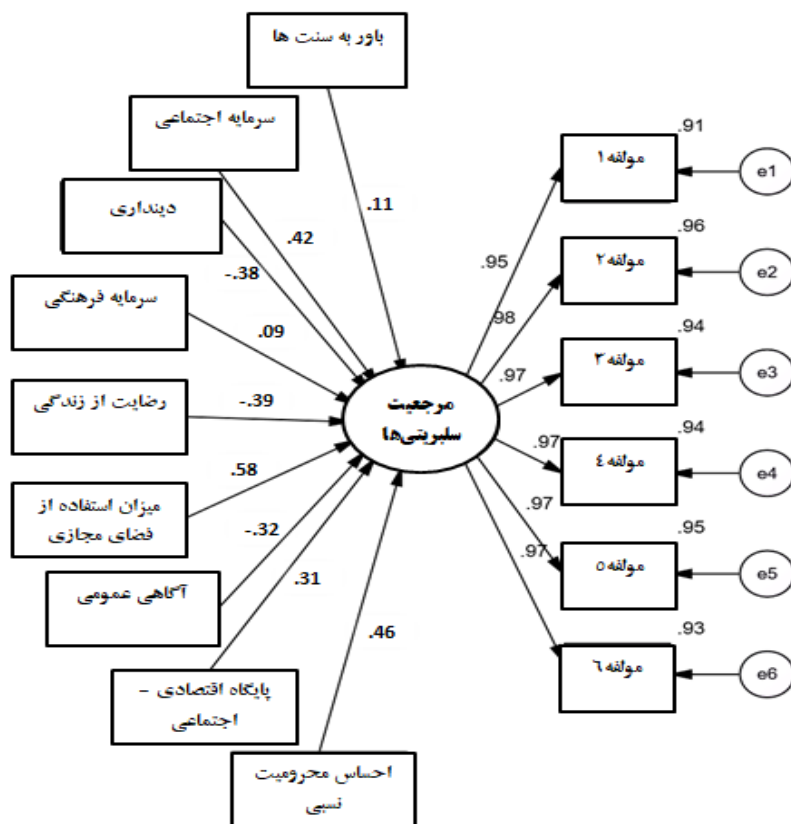 باور به سنت ها
سرمایه اجتماعی
دینداری
سرمایه فرهنگی
رضایت از زندگی
میزان استفاده از
فضای مجازی
آگاهی عمومی
پایگاه اقتصادی –
اجتماعی
احساس محرومیت
نسبی
.11
.42
-.38
.09
-.39
.58
-.32
.31
.46
مرجعیت
سلبریتی‌ها
.95
.98
.97
.97
.97
.97
.91
مولفه ۱
e1
.96
مولفه ۲
e2
.94
مولفه ۳
e3
.94
مولفه ٤
e4
.95
مولفه ٥
e5
.93
مولفه ٦
e6